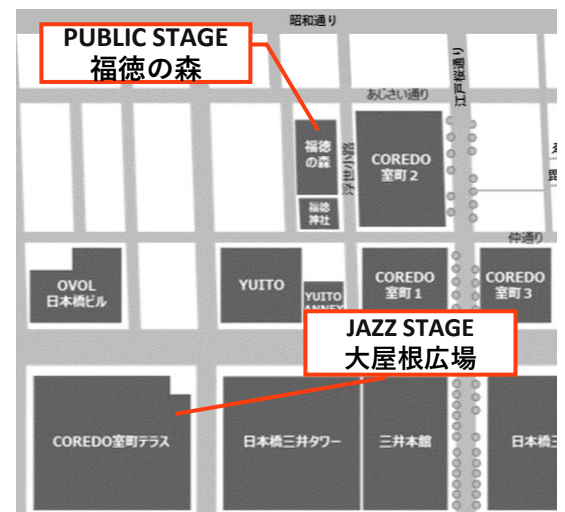 昭和通り
PUBLIC STAGE
福徳の森
江戸桜通り
あじさい通り
福徳
の森
浮世小路
COREDO
室町2
福徳
神社
仲通り
OVOL
日本橋ビル
YUITO
YUITO
COREDO
室町1
COREDO
室町3
JAZZ STAGE
大屋根広場
COREDO室町テラス
日本橋三井タワー
三井本館
日本橋